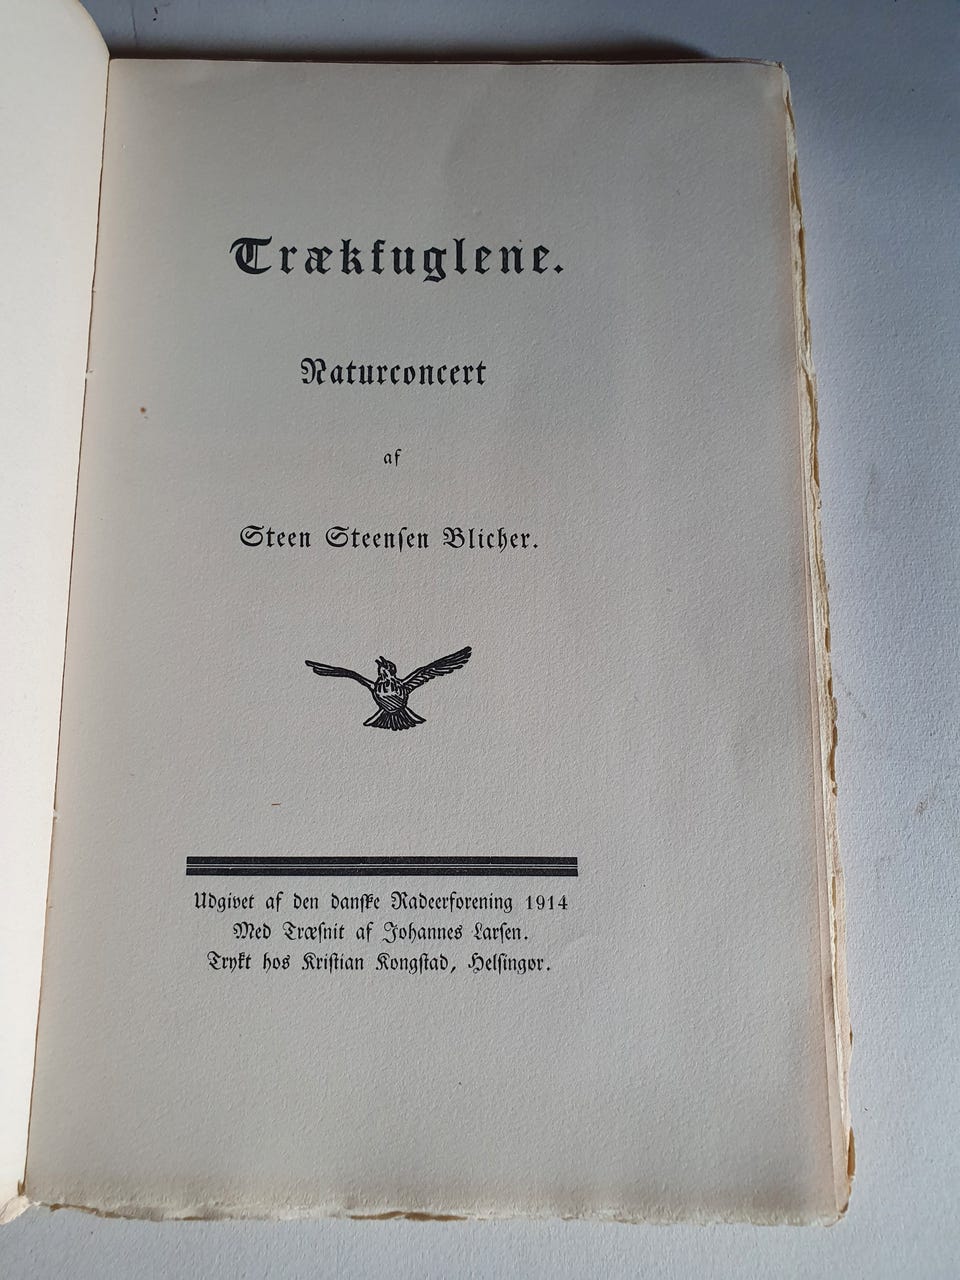 Trækfuglene.
Naturconcert
af
Steen Steensen Blicher.
Udgivet af den danske Radeerforening 1914
Med Træsnit af Johannes Larsen.
Trykt hos Kristian Kongstad, Helsingør.